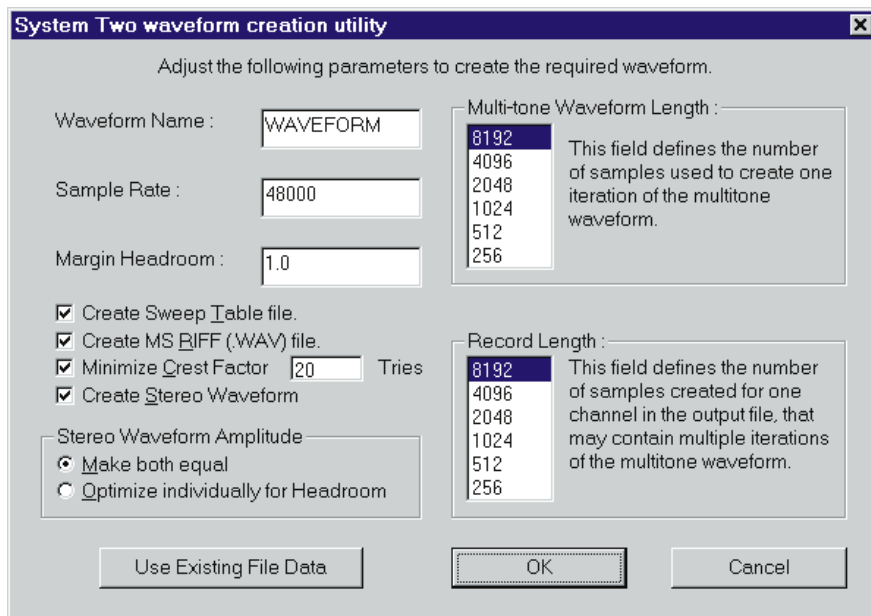 System Two waveform creation utility
Adjust the following parameters to create the required waveform.
Waveform Name :
WAVEFORM
Sample Rate :
48000
Margin Headroom :
1.0
Create Sweep Table file.
Create MS RIFF (.WAV) file.
Minimize Crest Factor 20 Tries
Create Stereo Waveform
Stereo Waveform Amplitude
Make both equal
Optimize individually for Headroom
Multi-tone Waveform Length :
8192
4096
2048
1024
512
256
This field defines the number
of samples used to create one
iteration of the multitone
waveform.
Record Length :
8192
4096
2048
1024
512
256
This field defines the number
of samples created for one
channel in the output file, that
may contain multiple iterations
of the multitone waveform.
Use Existing File Data
OK
Cancel